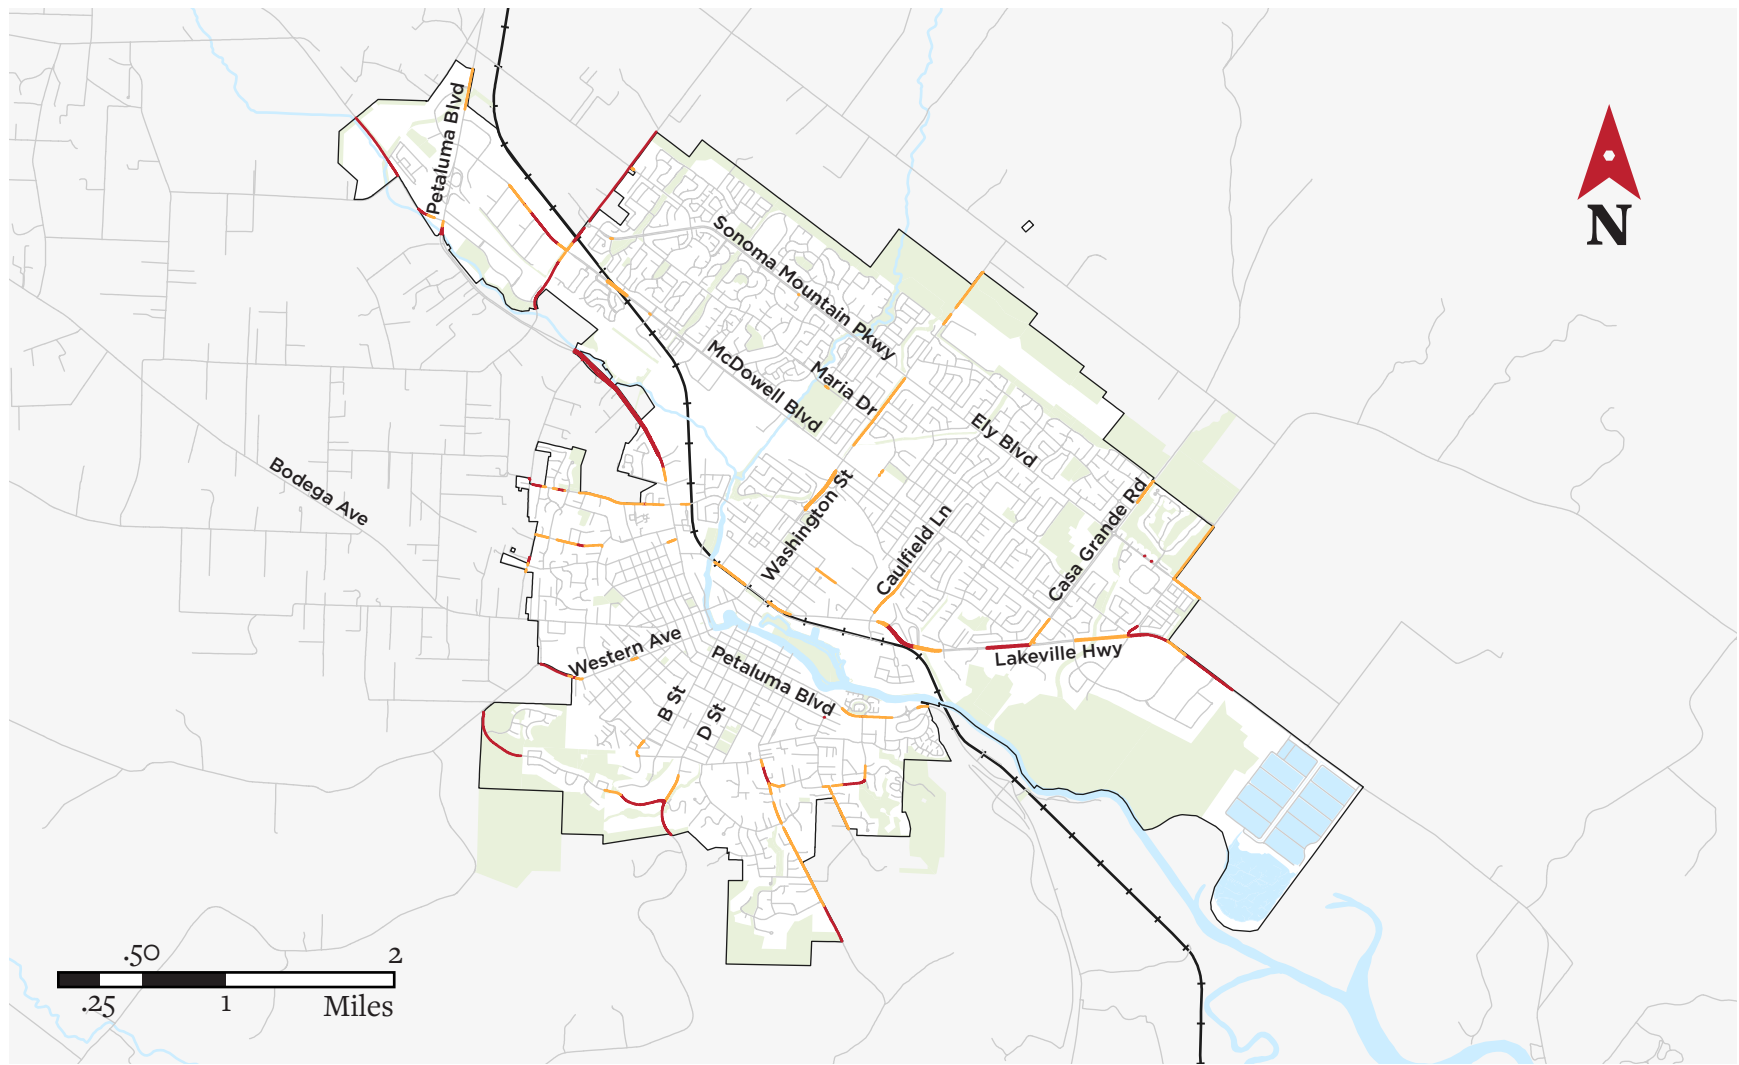 Petaluma Blvd
N
Sonoma Mountain Pkwy
McDowell Blvd
Maria Dr
Ely Blvd
Bodega Ave
Washington St
Caulfield Ln
Casa Grande Rd
Western Ave
Petaluma Blvd
Lakeville Hwy
B St
D St
.50 2
.25 1 Miles